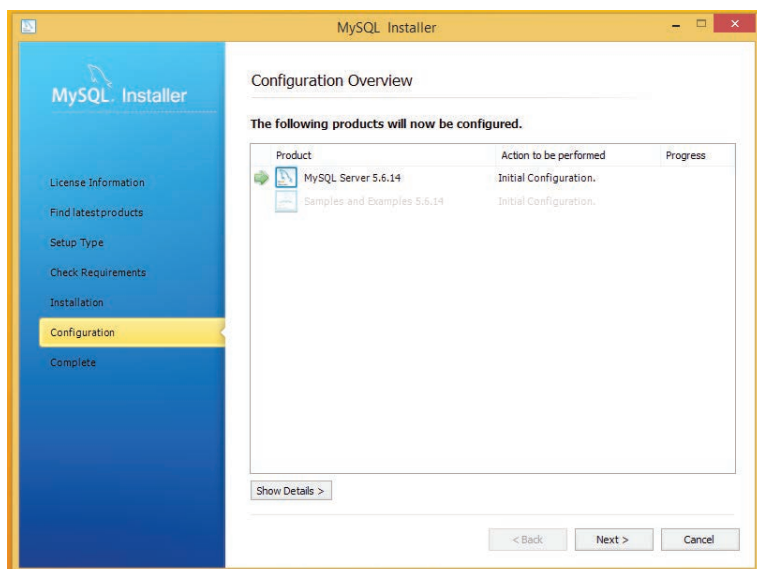 MySQL Installer
MySQL. Installer
License Information
Find latest products
Setup Type
Check Requirements
Installation
Configuration
Complete
Configuration Overview
The following products will now be configured.
Product Action to be performed Progress
MySQL Server 5.6.14 Initial Configuration.
Samples and Examples 5.6.14 Initial Configuration.
Show Details >
< Back Next > Cancel